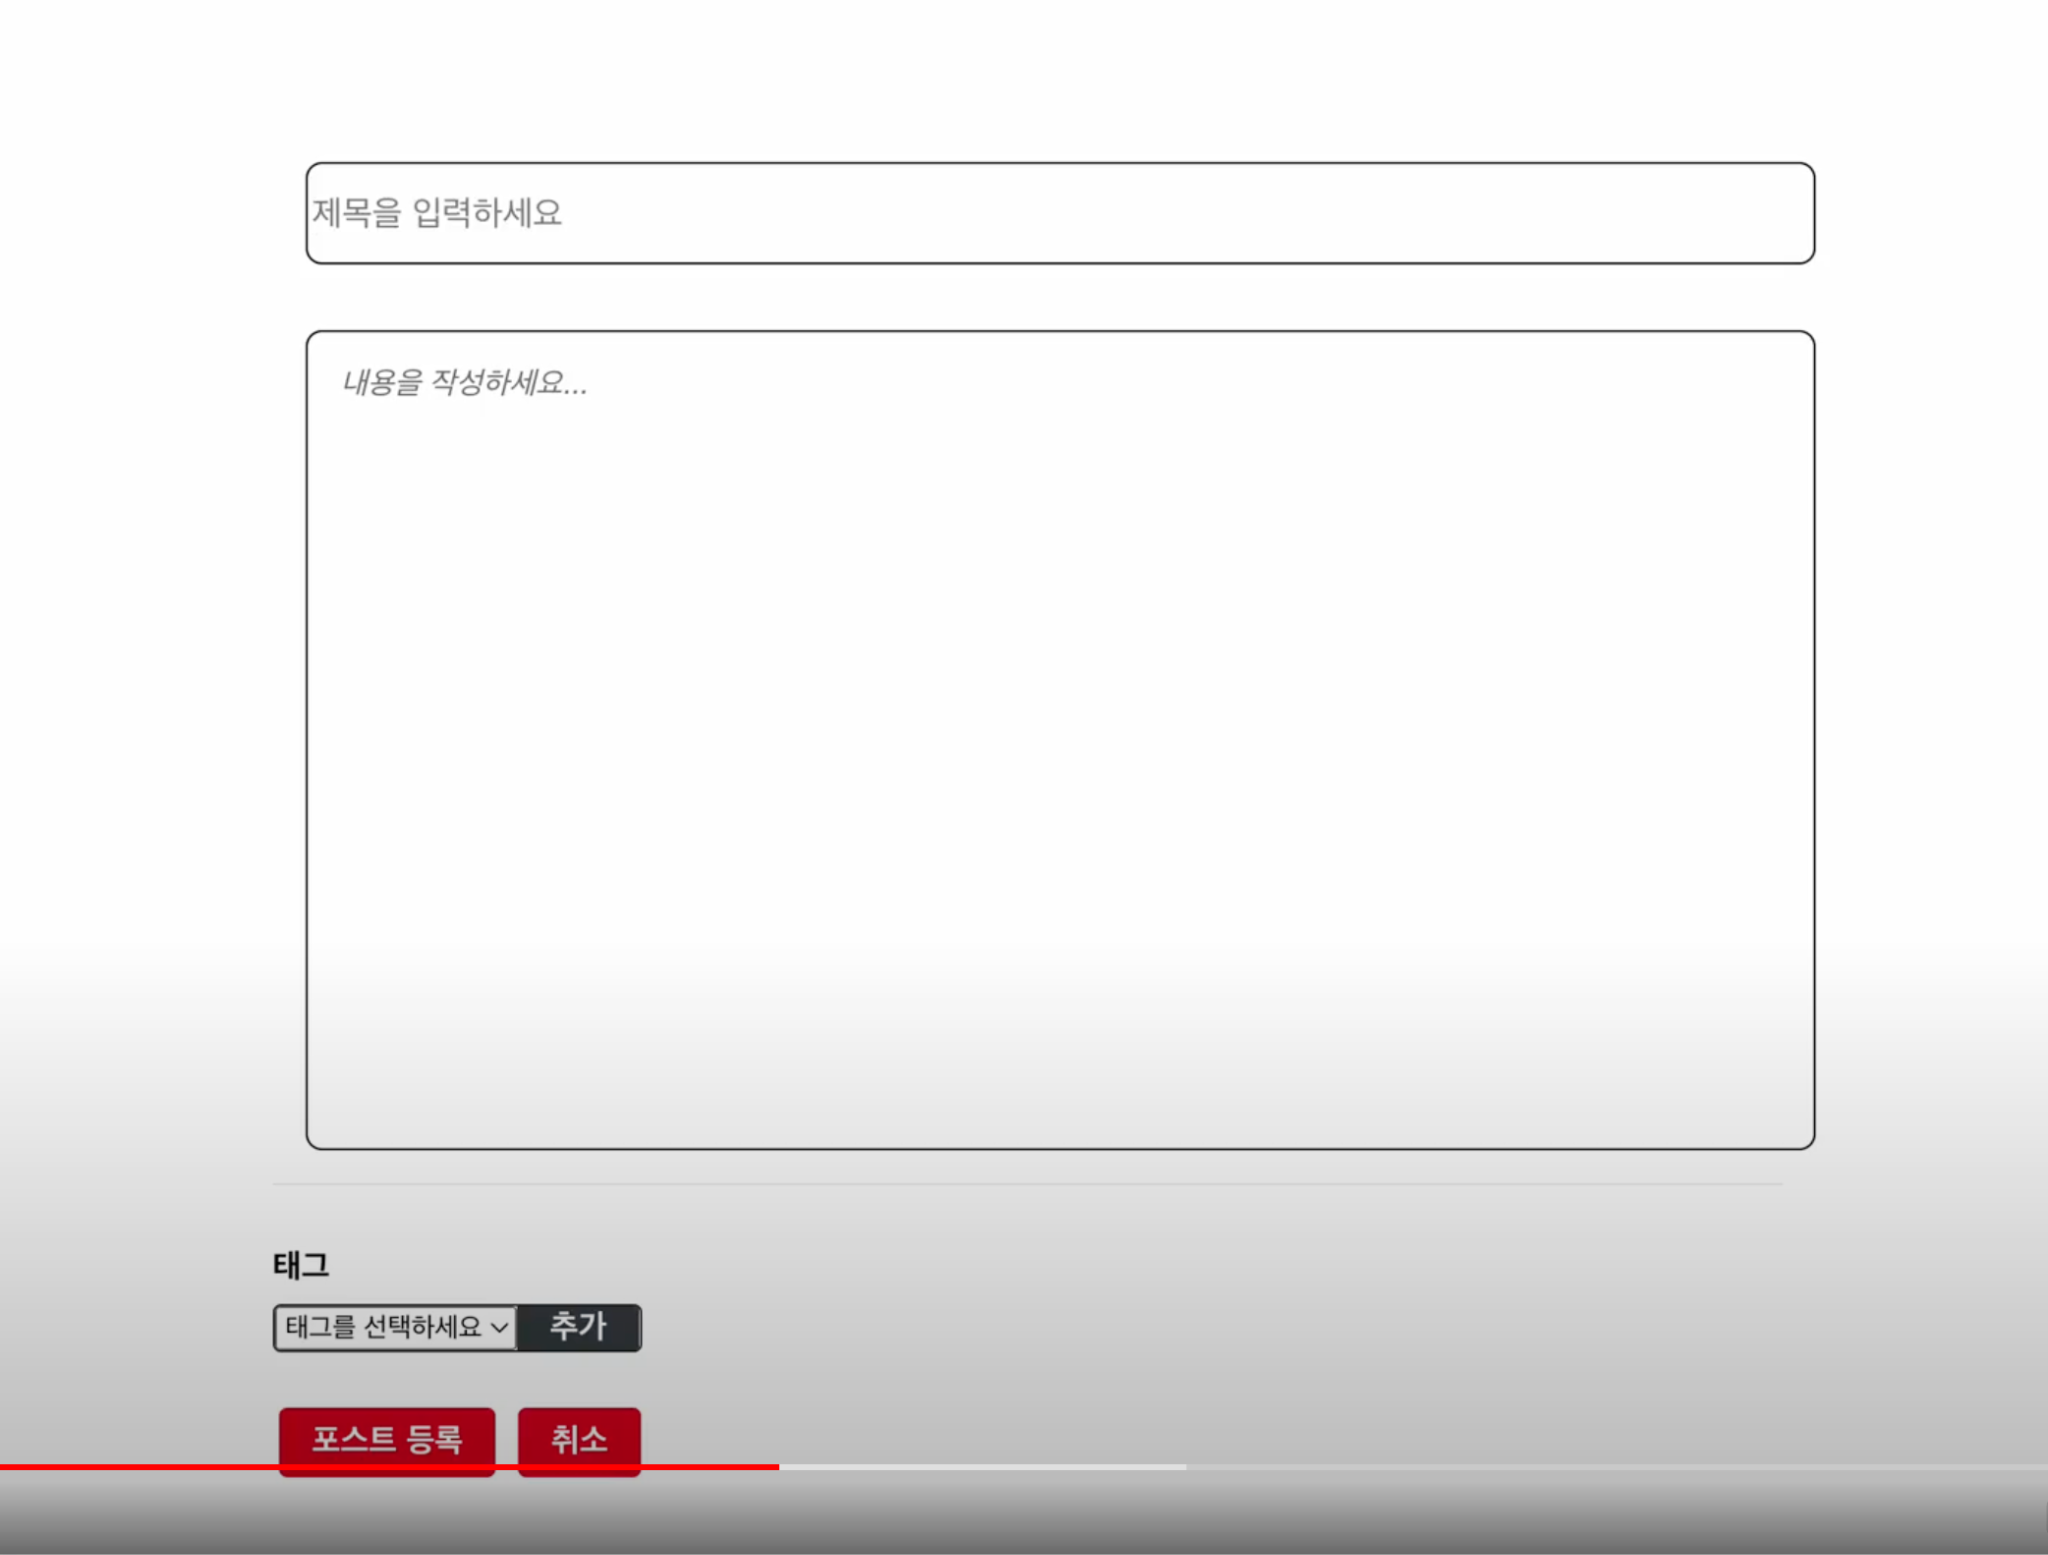 제목을 입력하세요
내용을 작성하세요...
태그
태그를 선택하세요 추가
포스트 등록 취소